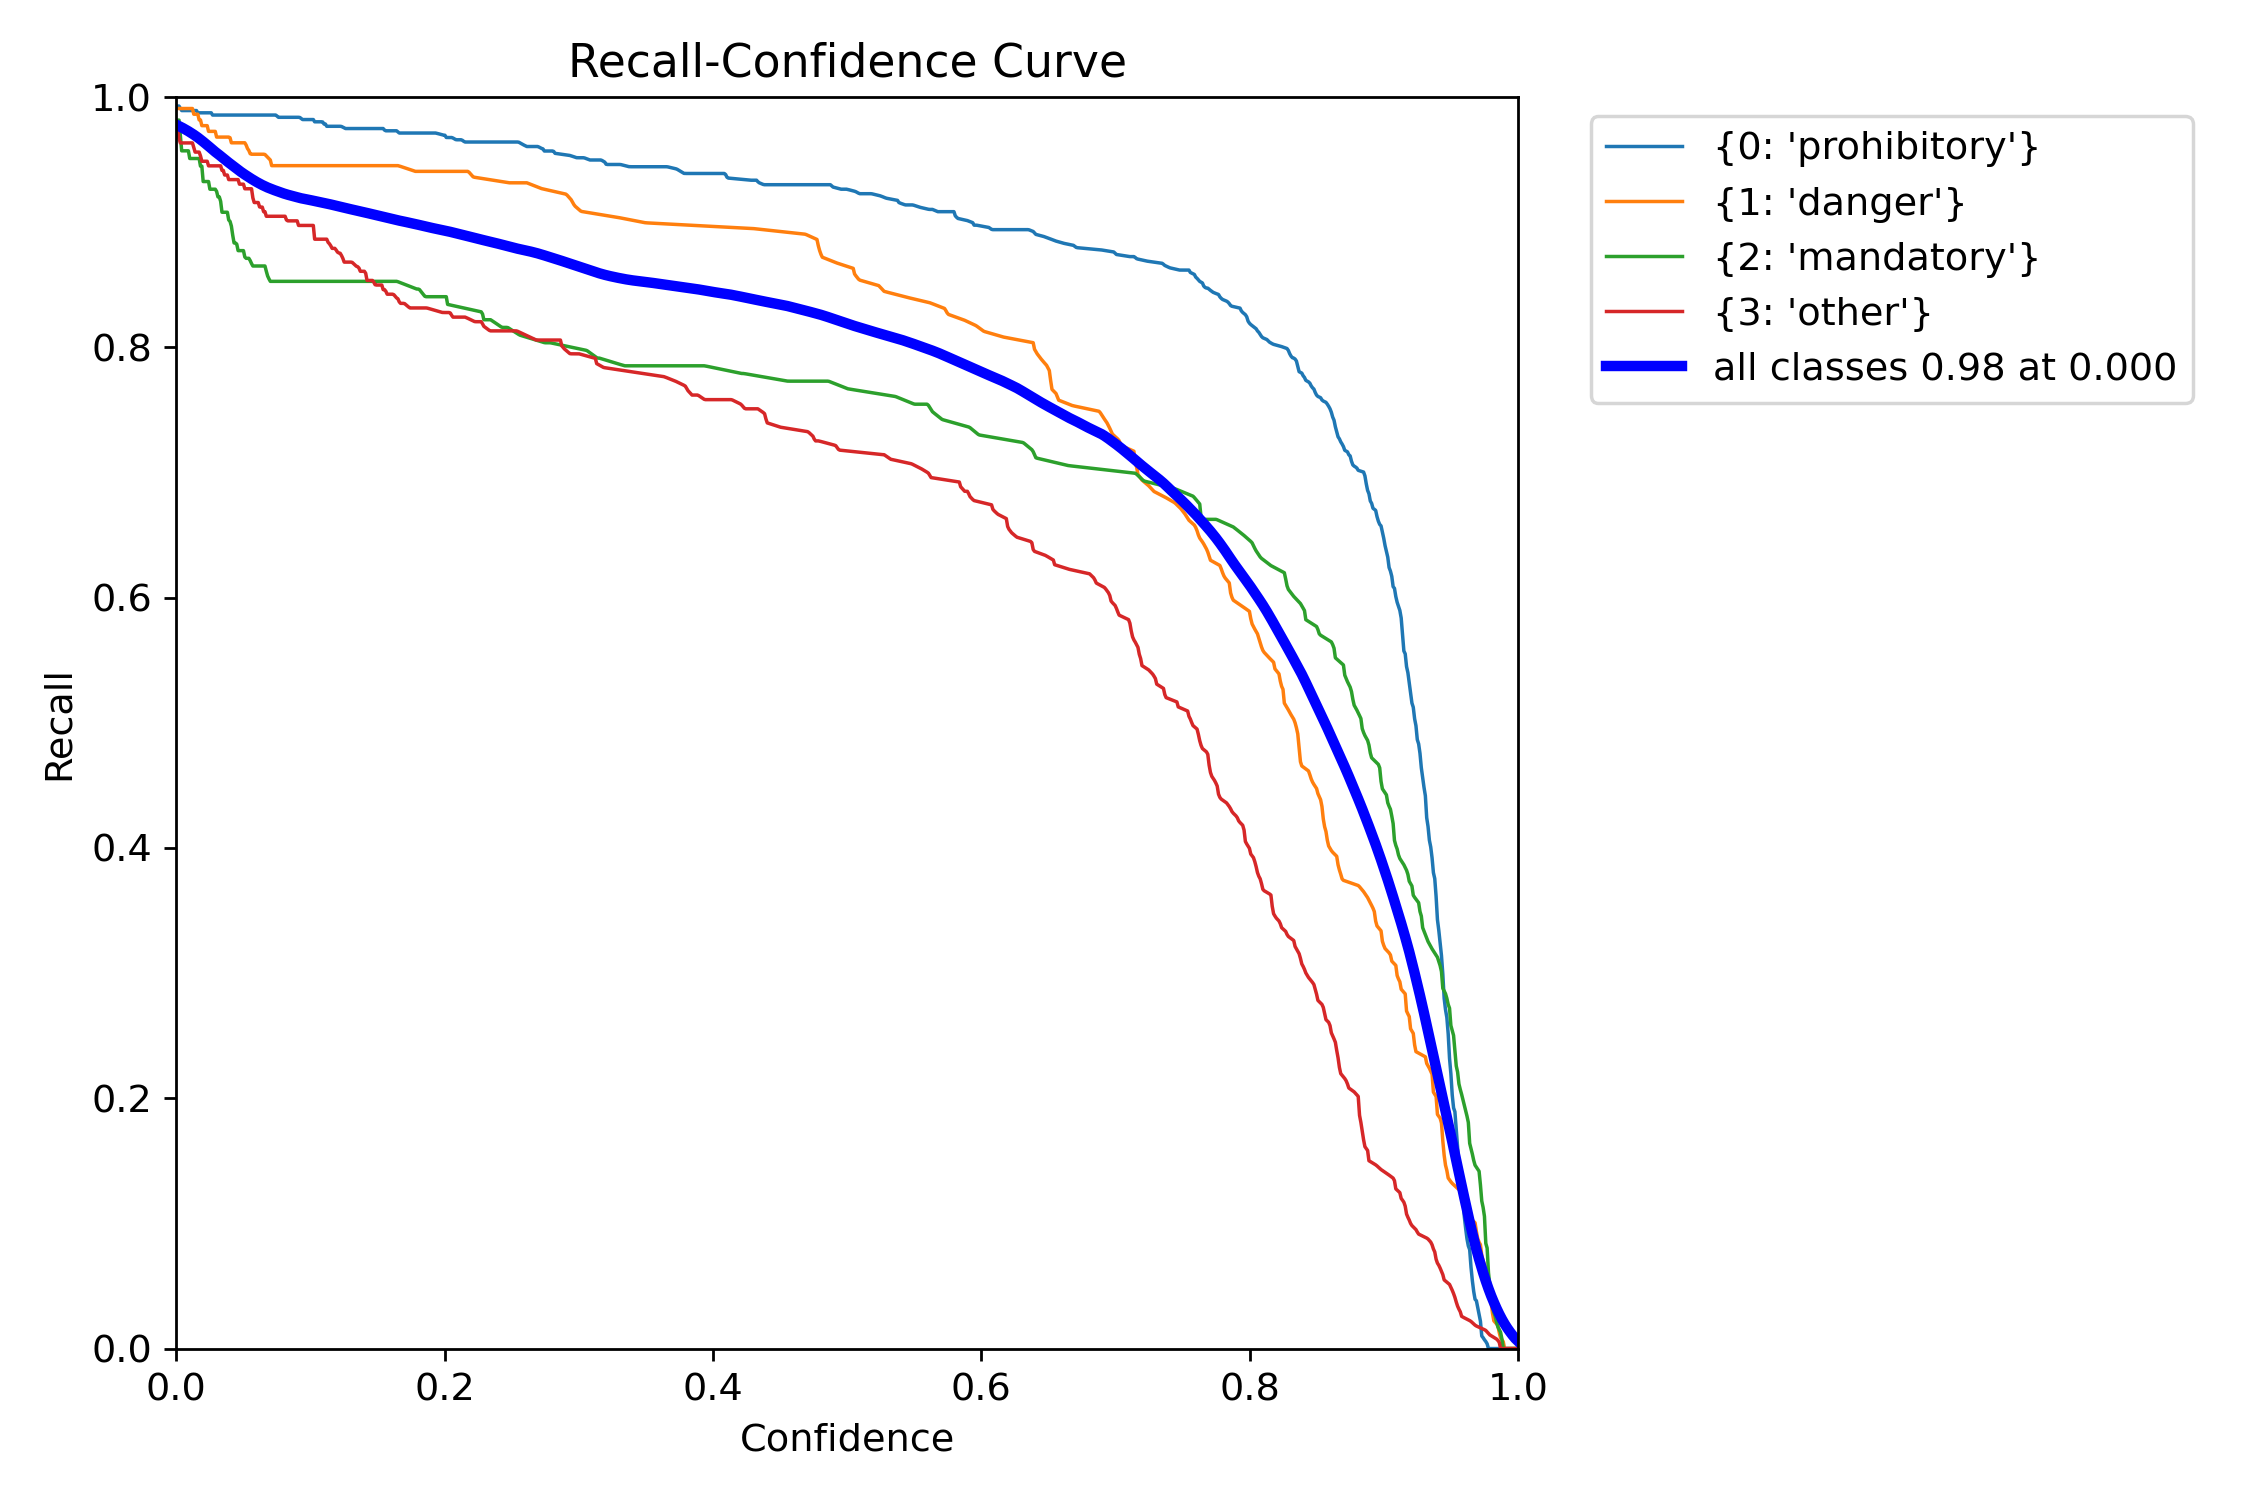 Recall-Confidence Curve
1.0
0.8
0.6
0.4
0.2
0.0
Recall
0.0 0.2 0.4 0.6 0.8 1.0
Confidence
{0: 'prohibitory'}
{1: 'danger'}
{2: 'mandatory'}
{3: 'other'}
all classes 0.98 at 0.000